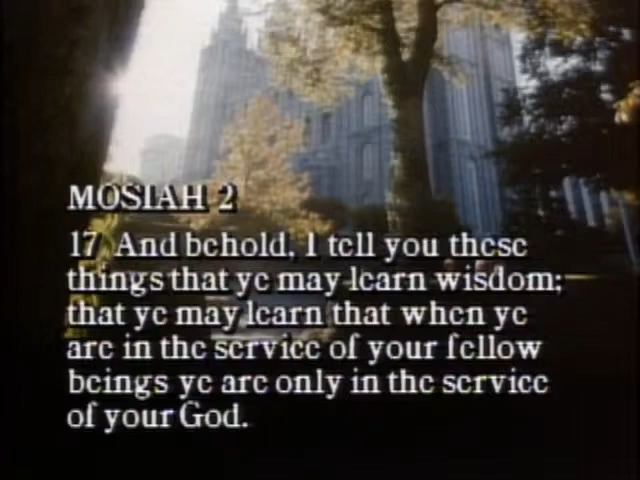 MOSIAH 2
17 And behold, I tell you these
things that ye may learn wisdom;
that ye may learn that when ye
are in the service of your fellow
beings ye are only in the service
of your God.